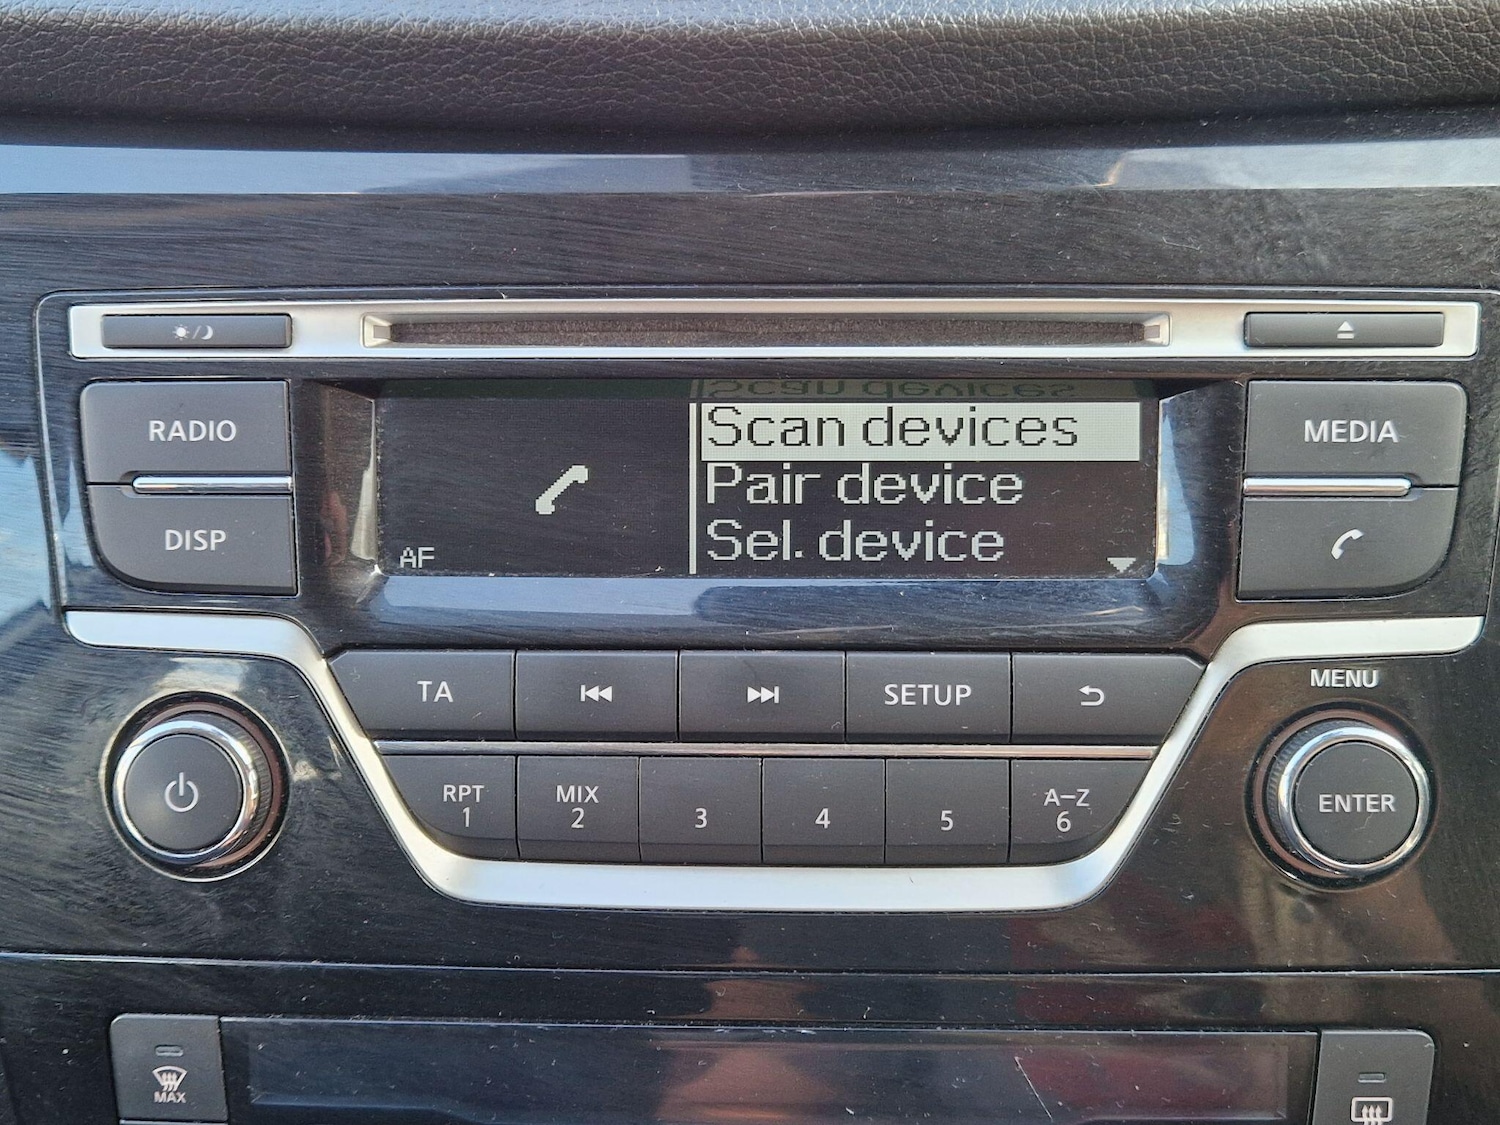 RADIO
DISP
Scan devices
Pair device
Sel. device
AF
MEDIA
TA
SETUP
MENU
RPT
1
MIX
2
3
4
5
A–Z
6
ENTER
MAX